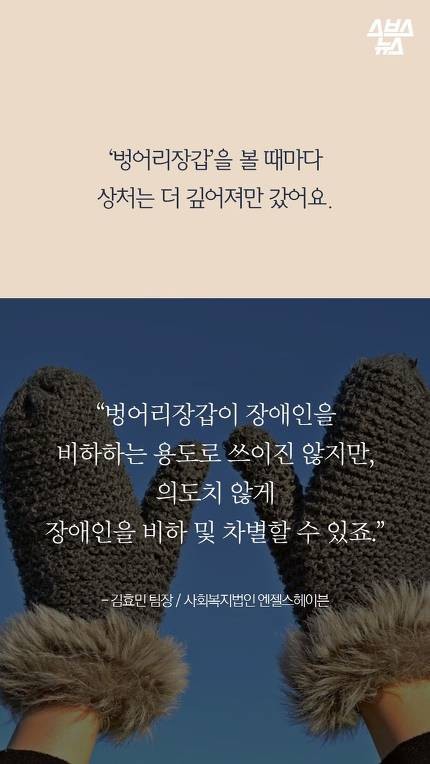 스브스
뉴스
‘벙어리장갑’을 볼 때마다
상처는 더 깊어져만 갔어요.
“벙어리장갑이 장애인을
비하하는 용도로 쓰이진 않지만,
의도치 않게
장애인을 비하 및 차별할 수 있죠.”
– 김효민 팀장 / 사회복지법인 엔젤스헤이븐